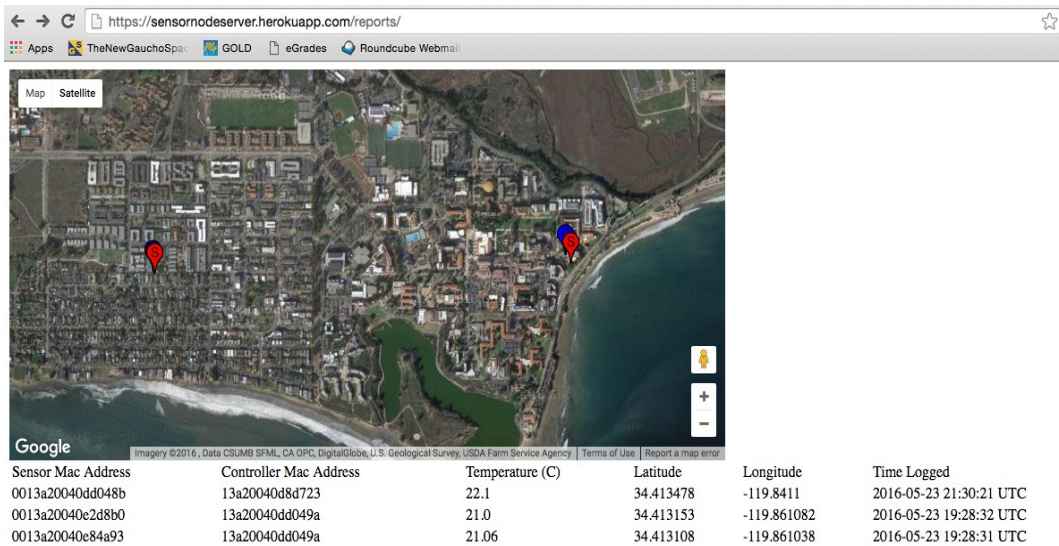 https://sensornodeserver.herokuapp.com/reports/
Apps TheNewGauchoSpac GOLD eGrades Roundcube Webmail
Map Satellite
S S
Google
Imagery ©2016 , Data CSUMB SFML, CA OPC, DigitalGlobe, U.S. Geological Survey, USDA Farm Service Agency Terms of Use Report a map error
Sensor Mac Address Controller Mac Address Temperature (C) Latitude Longitude Time Logged
0013a20040dd048b 13a20040d8d723 22.1 34.413478 -119.8411 2016-05-23 21:30:21 UTC
0013a20040e2d8b0 13a20040dd049a 21.0 34.413153 -119.861082 2016-05-23 19:28:32 UTC
0013a20040e84a93 13a20040dd049a 21.06 34.413108 -119.861038 2016-05-23 19:28:31 UTC